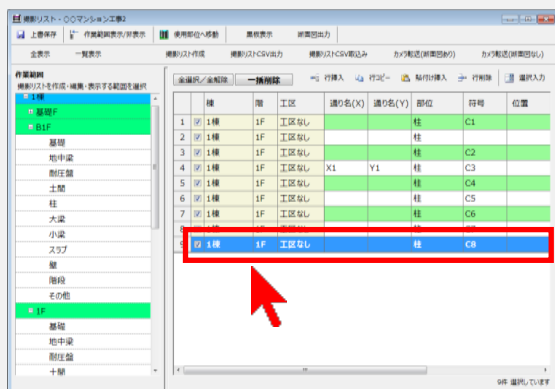 撮影リスト - ○○マンション工事2
上書保存 作業範囲表示/非表示 使用部位へ移動 黒板表示 断面図出力
全表示 一覧表示 撮影リスト作成 撮影リストCSV出力 撮影リストCSV取込み カメラ転送(断面図あり) カメラ転送(断面図なし)
作業範囲
撮影リストを作成・編集・表示する範囲を選択
1棟
基礎F
B1F
基礎
地中梁
耐圧盤
土間
柱
大梁
小梁
スラブ
壁
階段
その他
1F
基礎
地中梁
耐圧盤
土間
全選択/全解除 一括削除 行挿入 行コピー 貼付け挿入 行削除 選択入力
棟 階 工区 通り名(X) 通り名(Y) 部位 符号 位置
1 1棟 1F 工区なし 柱 C1
2 1棟 1F 工区なし
3 1棟 1F 工区なし 柱 C2
4 1棟 1F 工区なし X1 Y1 柱 C3
5 1棟 1F 工区なし 柱 C4
6 1棟 1F 工区なし 柱 C5
7 1棟 1F 工区なし 柱 C6
9 1棟 1F 工区なし 柱 C8
9件 選択しています